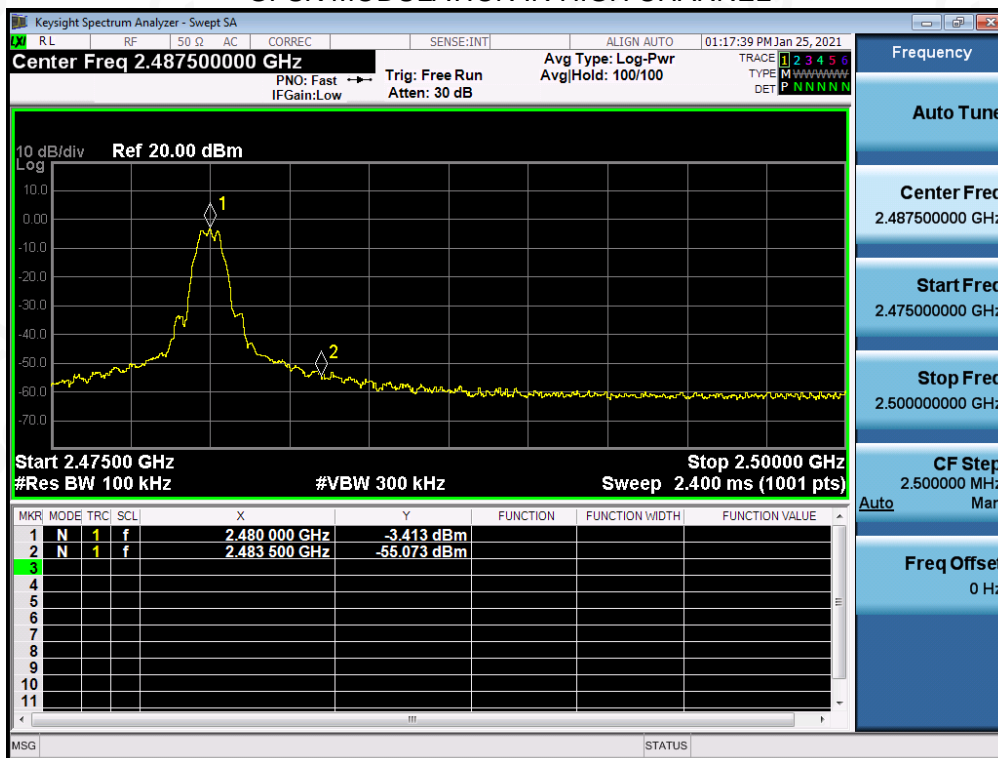 Keysight Spectrum Analyzer - Swept SA
LXI RL RF 50 Ω AC CORREC SENSE:INT ALIGN AUTO 01:17:39 PM Jan 25, 2021
Center Freq 2.487500000 GHz
PNO: Fast
IFGain:Low
Trig: Free Run
Atten: 30 dB
Avg Type: Log-Pwr
Avg|Hold: 100/100
TRACE 1 2 3 4 5 6
TYPE M WWWWW
DET P N N N N N
10 dB/div
Log
Ref 20.00 dBm
10.0
0.00
-10.0
-20.0
-30.0
-40.0
-50.0
-60.0
-70.0
1
2
Start 2.47500 GHz
Stop 2.50000 GHz
#Res BW 100 kHz
#VBW 300 kHz
Sweep 2.400 ms (1001 pts)
MKR MODE TRC SCL X Y FUNCTION FUNCTION WIDTH FUNCTION VALUE
1 N 1 f 2.480 000 GHz -3.413 dBm
2 N 1 f 2.483 500 GHz -55.073 dBm
3
4
5
6
7
8
9
10
11
MSG
STATUS
Frequency
Auto Tune
Center Freq
2.487500000 GHz
Start Freq
2.475000000 GHz
Stop Freq
2.500000000 GHz
CF Step
2.500000 MHz
Auto Man
Freq Offset
0 Hz